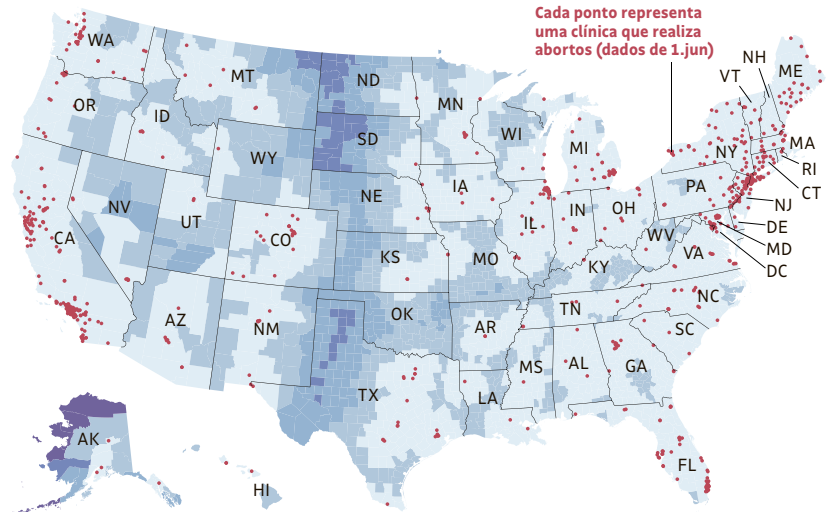 Cada ponto representa
uma clínica que realiza
abortos (dados de 1.jun)
WA
MT
ND
MN
VT
NH
ME
OR
ID
SD
WI
MI
NY
MA
RI
CT
WY
NE
IA
PA
NJ
NV
UT
CO
IL
IN
OH
DE
MD
DC
CA
KS
MO
WV
VA
KY
AZ
NM
OK
AR
TN
NC
SC
TX
LA
MS
AL
GA
AK
HI
FL